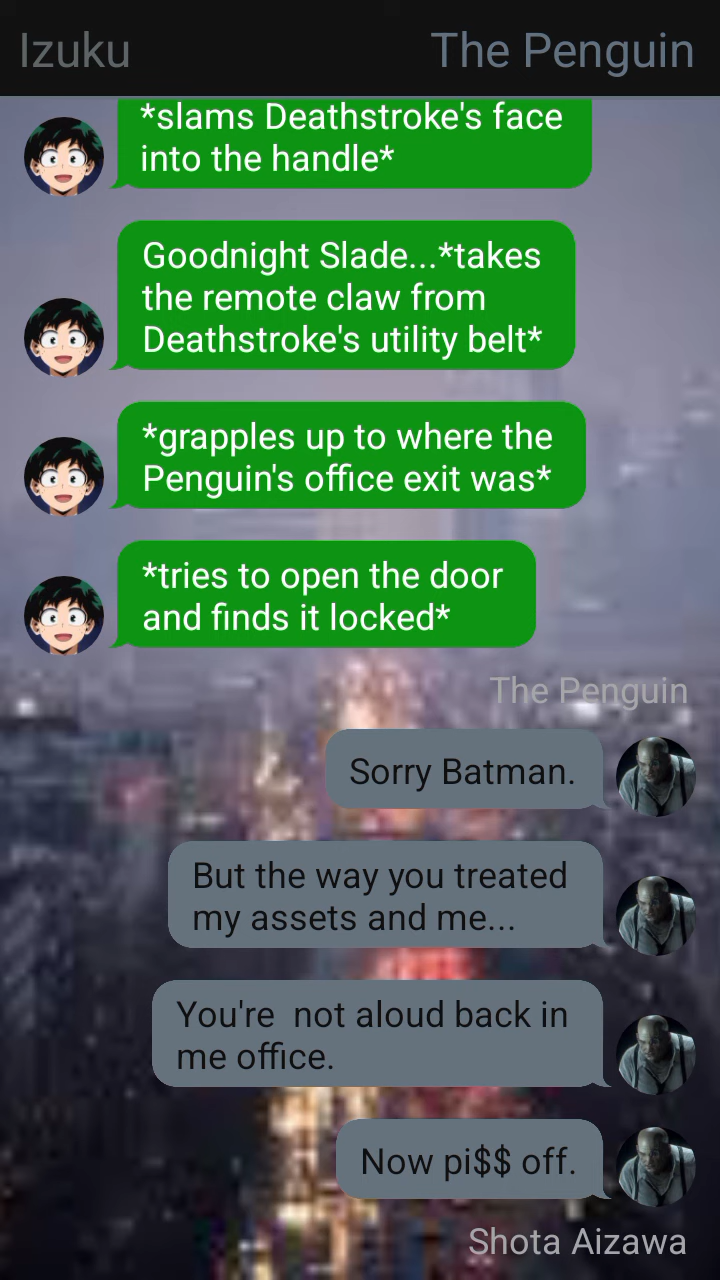 Izuku
The Penguin
*slams Deathstroke's face
into the handle*
Goodnight Slade...*takes
the remote claw from
Deathstroke's utility belt*
*grapples up to where the
Penguin's office exit was*
*tries to open the door
and finds it locked*
The Penguin
Sorry Batman.
But the way you treated
my assets and me...
You're  not aloud back in
me office.
Now pi$$ off.
Shota Aizawa